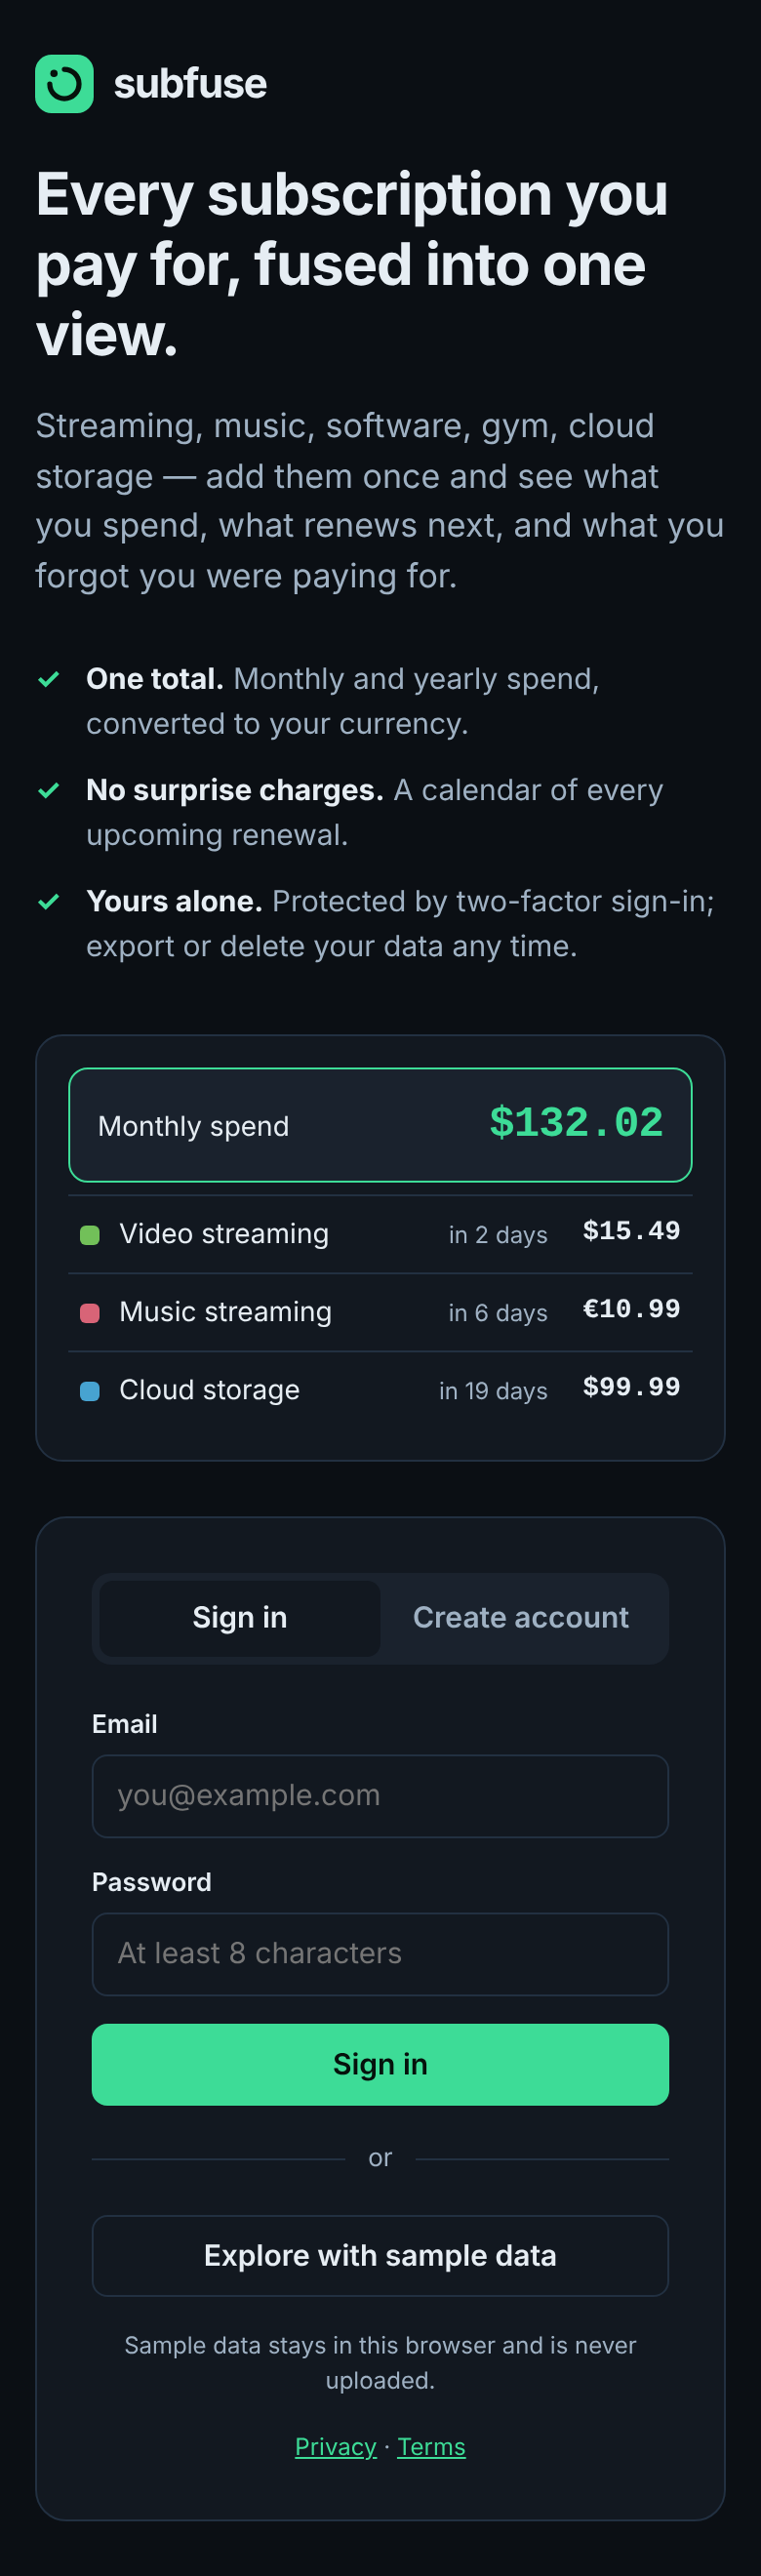 subfuse
Every subscription you
pay for, fused into one
view.
Streaming, music, software, gym, cloud
storage — add them once and see what
you spend, what renews next, and what you
forgot you were paying for.
✓ One total. Monthly and yearly spend,
converted to your currency.
✓ No surprise charges. A calendar of every
upcoming renewal.
✓ Yours alone. Protected by two-factor sign-in;
export or delete your data any time.
Monthly spend $132.02
Video streaming in 2 days $15.49
Music streaming in 6 days €10.99
Cloud storage in 19 days $99.99
Sign in Create account
Email
you@example.com
Password
At least 8 characters
Sign in
or
Explore with sample data
Sample data stays in this browser and is never
uploaded.
Privacy · Terms